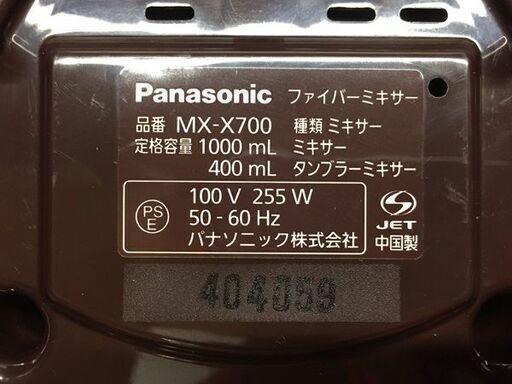 Panasonic ファイバーミキサー
品番 MX-X700 種類 ミキサー
定格容量 1000 mL ミキサー
400 mL タンブラーミキサー
PS
E
100 V 255 W
50 - 60 Hz
パナソニック株式会社
JET
中国製
404059